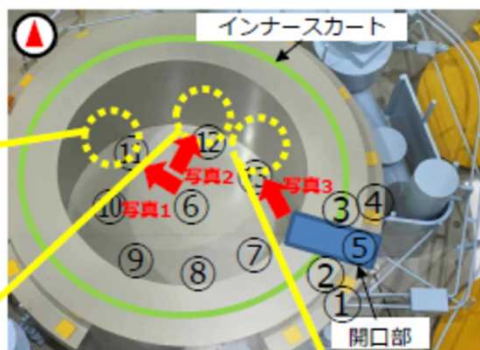 インナースカート
⑫
⑪
⑬
写真2
写真3
写真1
⑩
⑥
③
④
⑤
⑦
⑨
⑧
②
①
開口部